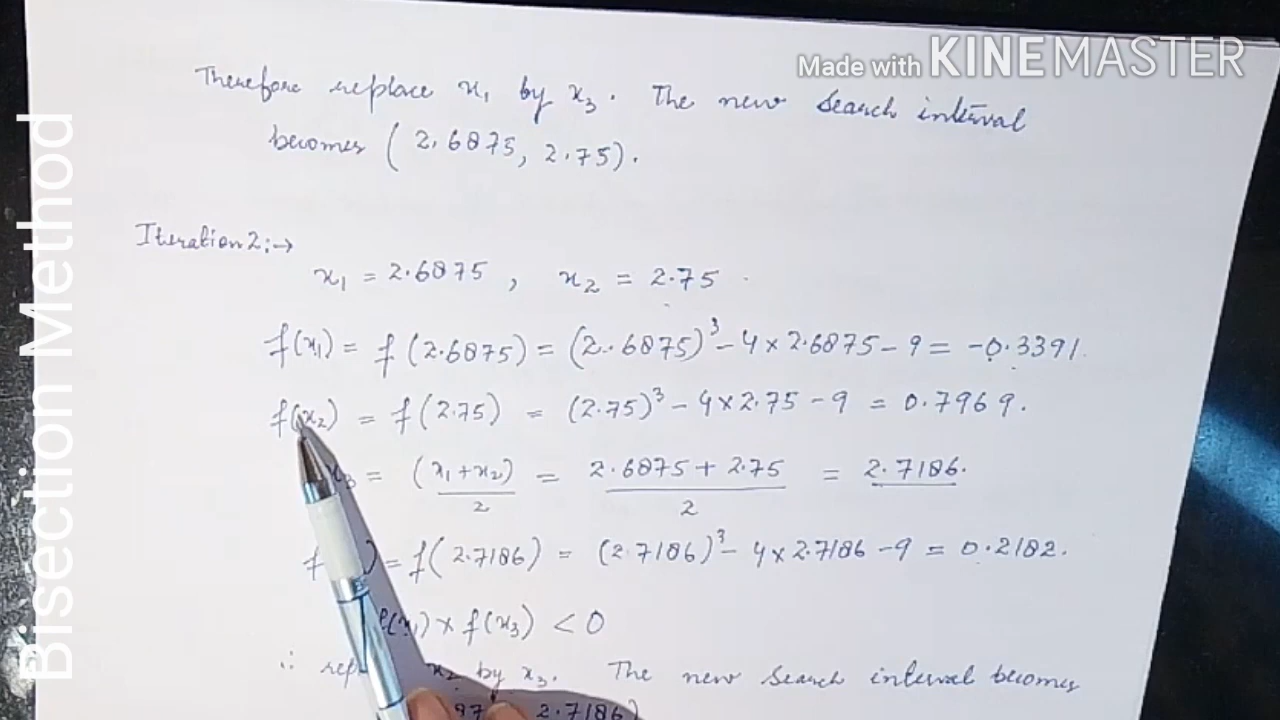 Made with KINEMASTER
Bisection Method
Therefore replace x₁ by x₃. The new search interval
becomes (2.6875, 2.75).
Iteration 2:→
x₁ = 2.6875, x₂ = 2.75
f(x₁) = f(2.6875) = (2.6875)³ - 4×2.6875 - 9 = -0.3391.
f(x₂) = f(2.75) = (2.75)³ - 4×2.75 - 9 = 0.7969.
x₃ = (x₁+x₂)/2 = 2.6875+2.75/2 = 2.7186.
f ) = f(2.7186) = (2.7186)³ - 4×2.7186 - 9 = 0.2182.
f(x₁) × f(x₃) < 0
∴ x₂ by x₃. The new search interval becomes
2.7186)